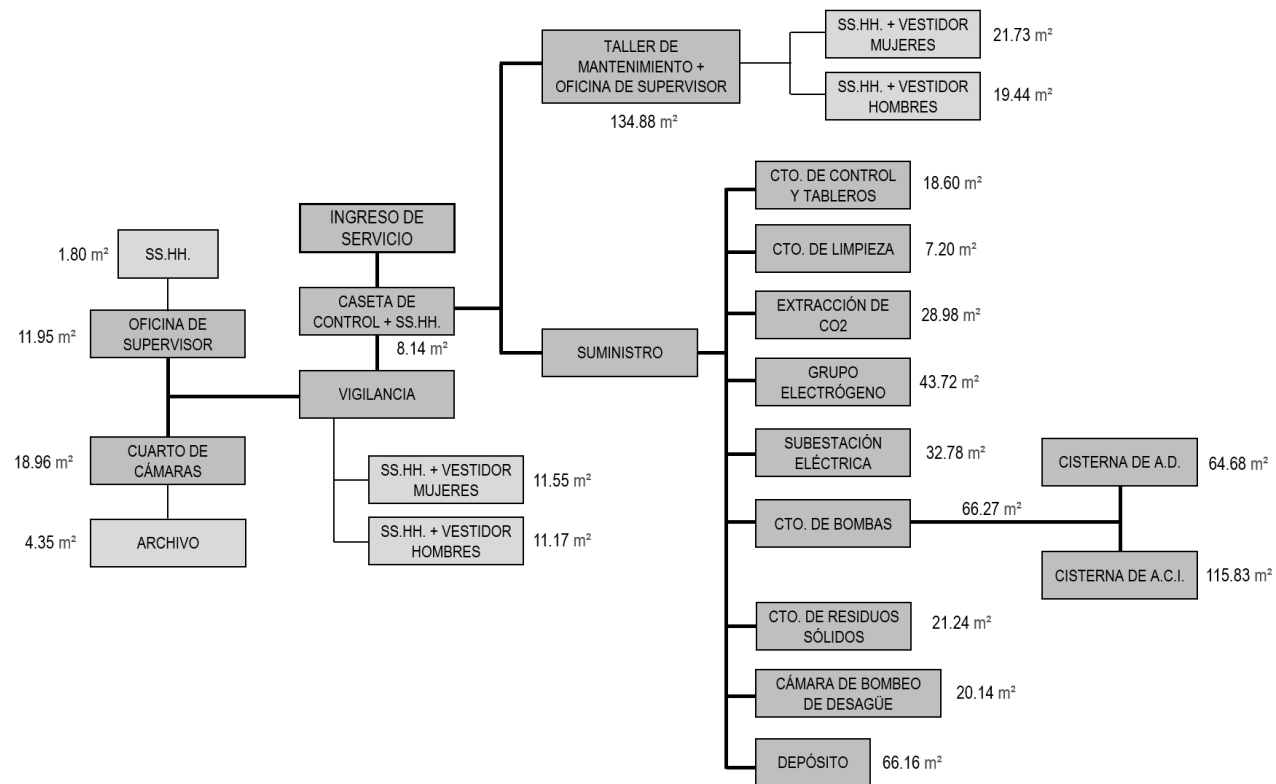 TALLER DE
MANTENIMIENTO +
OFICINA DE SUPERVISOR
134.88 m²
SS.HH. + VESTIDOR
MUJERES
21.73 m²
SS.HH. + VESTIDOR
HOMBRES
19.44 m²
INGRESO DE
SERVICIO
CASETA DE
CONTROL + SS.HH.
8.14 m²
VIGILANCIA
1.80 m²
SS.HH.
11.95 m²
OFICINA DE
SUPERVISOR
18.96 m²
CUARTO DE
CÁMARAS
4.35 m²
ARCHIVO
SS.HH. + VESTIDOR
MUJERES
11.55 m²
SS.HH. + VESTIDOR
HOMBRES
11.17 m²
SUMINISTRO
CTO. DE CONTROL
Y TABLEROS
18.60 m²
CTO. DE LIMPIEZA
7.20 m²
EXTRACCIÓN DE
CO2
28.98 m²
GRUPO
ELECTRÓGENO
43.72 m²
SUBESTACIÓN
ELÉCTRICA
32.78 m²
CTO. DE BOMBAS
66.27 m²
CISTERNA DE A.D.
64.68 m²
CISTERNA DE A.C.I.
115.83 m²
CTO. DE RESIDUOS
SÓLIDOS
21.24 m²
CÁMARA DE BOMBEO
DE DESAGÜE
20.14 m²
DEPÓSITO
66.16 m²